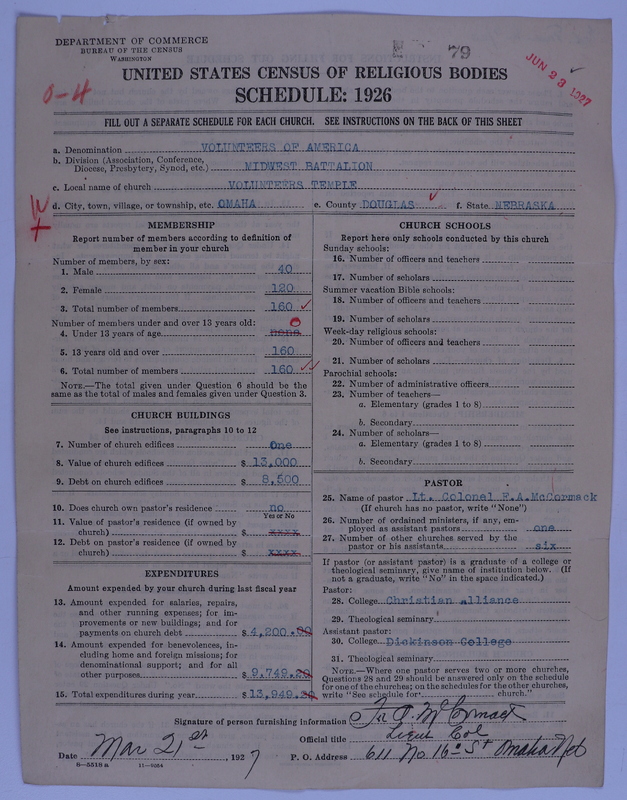 DEPARTMENT OF COMMERCE
BUREAU OF THE CENSUS
WASHINGTON
79
JUN 23 1927
UNITED STATES CENSUS OF RELIGIOUS BODIES
SCHEDULE: 1926
0-4
FILL OUT A SEPARATE SCHEDULE FOR EACH CHURCH. SEE INSTRUCTIONS ON THE BACK OF THIS SHEET
a. Denomination VOLUNTEERS OF AMERICA
b. Division (Association, Conference, Diocese, Presbytery, Synod, etc.) MIDWEST BATTALION
c. Local name of church VOLUNTEERS TEMPLE
d. City, town, village, or township, etc. OMAHA e. County DOUGLAS f. State NEBRASKA
MEMBERSHIP
Report number of members according to definition of
member in your church
Number of members, by sex:
1. Male 40
2. Female 120
3. Total number of members 160
Number of members under and over 13 years old: 0
4. Under 13 years of age none
5. 13 years old and over 160
6. Total number of members 160
NOTE.—The total given under Question 6 should be the
same as the total of males and females given under Question 3.
CHURCH BUILDINGS
See instructions, paragraphs 10 to 12
7. Number of church edifices One
8. Value of church edifices $ 13,000
9. Debt on church edifices $ 8,500
10. Does church own pastor's residence no
Yes or No
11. Value of pastor's residence (if owned by
church) $ xxxx
12. Debt on pastor's residence (if owned by
church) $ xxxx
EXPENDITURES
Amount expended by your church during last fiscal year
13. Amount expended for salaries, repairs,
and other running expenses; for im-
provements or new buildings; and for
payments on church debt $ 4,200.00
14. Amount expended for benevolences, in-
cluding home and foreign missions; for
denominational support; and for all
other purposes $ 9,749.20
15. Total expenditures during year $ 13,949.20
CHURCH SCHOOLS
Report here only schools conducted by this church
Sunday schools:
16. Number of officers and teachers
17. Number of scholars
Summer vacation Bible schools:
18. Number of officers and teachers
19. Number of scholars
Week-day religious schools:
20. Number of officers and teachers
21. Number of scholars
Parochial schools:
22. Number of administrative officers
23. Number of teachers—
a. Elementary (grades 1 to 8)
b. Secondary
24. Number of scholars—
a. Elementary (grades 1 to 8)
b. Secondary
PASTOR
25. Name of pastor Lt. Colonel F.A.McCormack
(If church has no pastor, write "None")
26. Number of ordained ministers, if any, em-
ployed as assistant pastors one
27. Number of other churches served by the
pastor or his assistants six
If pastor (or assistant pastor) is a graduate of a college or
theological seminary, give name of institution below. (If
not a graduate, write "No" in the space indicated.)
Pastor:
28. College Christian Alliance
29. Theological seminary
Assistant pastor:
30. College Dickinson College
31. Theological seminary
NOTE.—Where one pastor serves two or more churches,
Questions 28 and 29 should be answered only on the schedule
for one of the churches; on the schedules for the other churches,
write "See schedule for church."
Signature of person furnishing information McCormack
Official title Lieut Col
Date Mar 21st, 1927 P. O. Address 611 No 16th St Omaha Neb
8-5518 a 11-9054